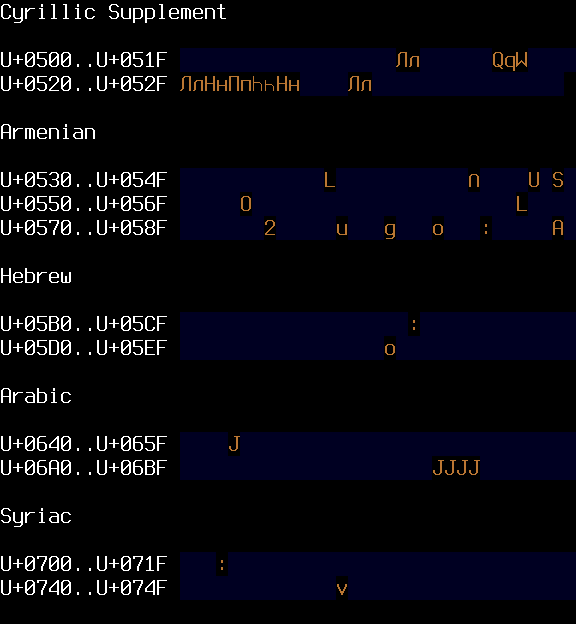 Cyrillic Supplement
U+0500..U+051F Лл QqW
U+0520..U+052F ЛлНнПпһһНн Лл
Armenian
U+0530..U+054F L n U S
U+0550..U+056F O L
U+0570..U+058F 2 u g o : A
Hebrew
U+05B0..U+05CF :
U+05D0..U+05EF o
Arabic
U+0640..U+065F J
U+06A0..U+06BF JJJJ
Syriac
U+0700..U+071F :
U+0740..U+074F v